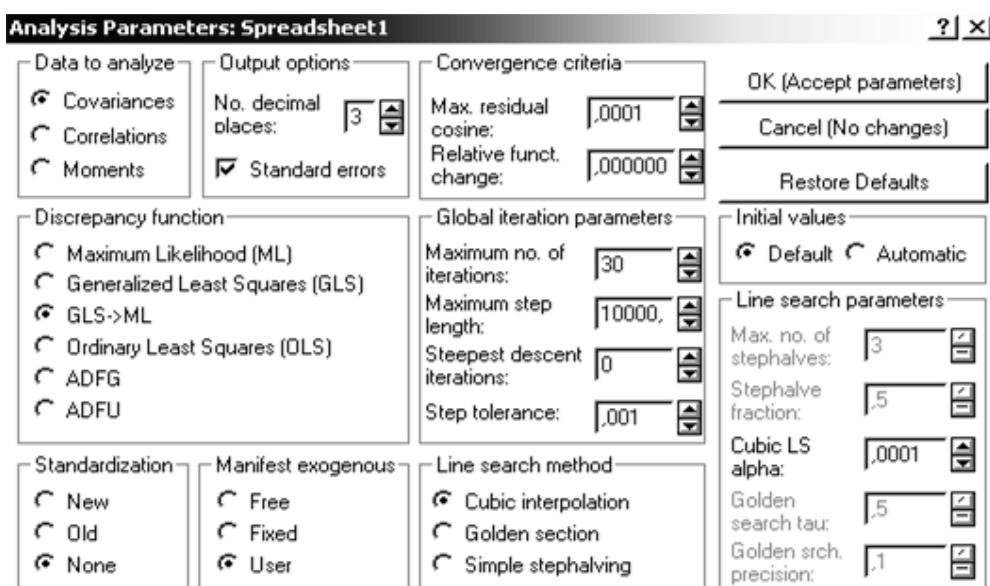 Analysis Parameters: Spreadsheet1
Data to analyze
Covariances
Correlations
Moments
Output options
No. decimal
places:
3
Standard errors
Convergence criteria
Max. residual
cosine:
,0001
Relative funct.
change:
,000000
OK (Accept parameters)
Cancel (No changes)
Restore Defaults
Discrepancy function
Maximum Likelihood (ML)
Generalized Least Squares (GLS)
GLS->ML
Ordinary Least Squares (OLS)
ADFG
ADFU
Global iteration parameters
Maximum no. of
iterations:
30
Maximum step
length:
10000,
Steepest descent
iterations:
0
Step tolerance:
,001
Initial values
Default
Automatic
Line search parameters
Max. no. of
stephalves:
3
Stephalve
fraction:
,5
Cubic LS
alpha:
,0001
Golden
search tau:
,5
Golden srch.
precision:
,1
Standardization
New
Old
None
Manifest exogenous
Free
Fixed
User
Line search method
Cubic interpolation
Golden section
Simple stephalving